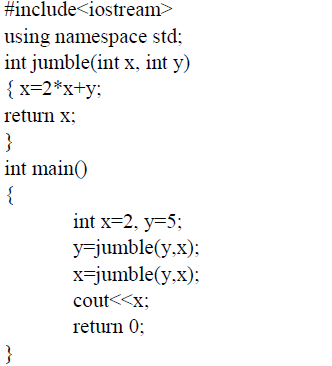 #include<iostream>
using namespace std;
int jumble(int x, int y)
{ x=2*x+y;
return x;
}
int main()
{
int x=2, y=5;
y=jumble(y,x);
x=jumble(y,x);
cout<<x;
return 0;
}